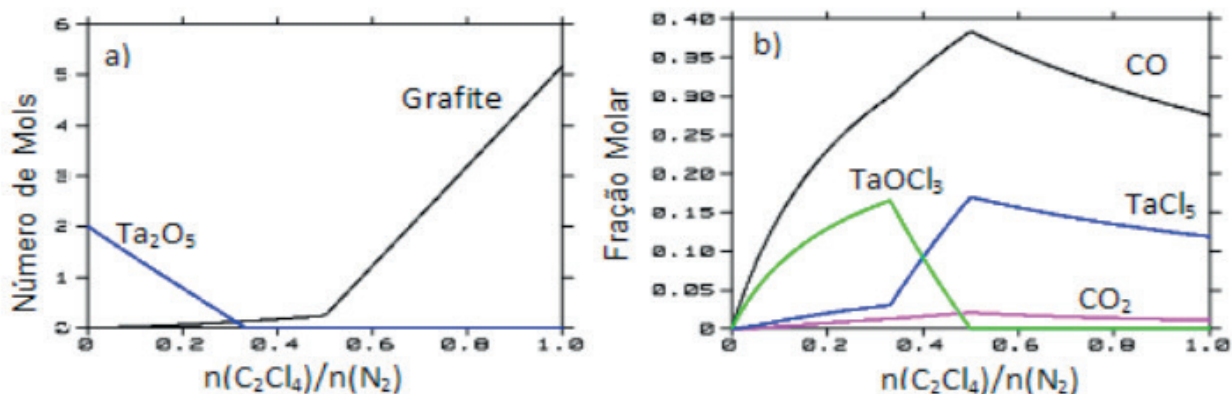 a)
Número de Mols
6
5
4
3
2
1
0
Grafite
Ta₂O₅
0 0.2 0.4 0.6 0.8 1.0
n(C₂Cl₄)/n(N₂)
b)
Fração Molar
0.40
0.35
0.30
0.25
0.20
0.15
0.10
0.05
0
CO
TaOCl₃
TaCl₅
CO₂
0 0.2 0.4 0.6 0.8 1.0
n(C₂Cl₄)/n(N₂)